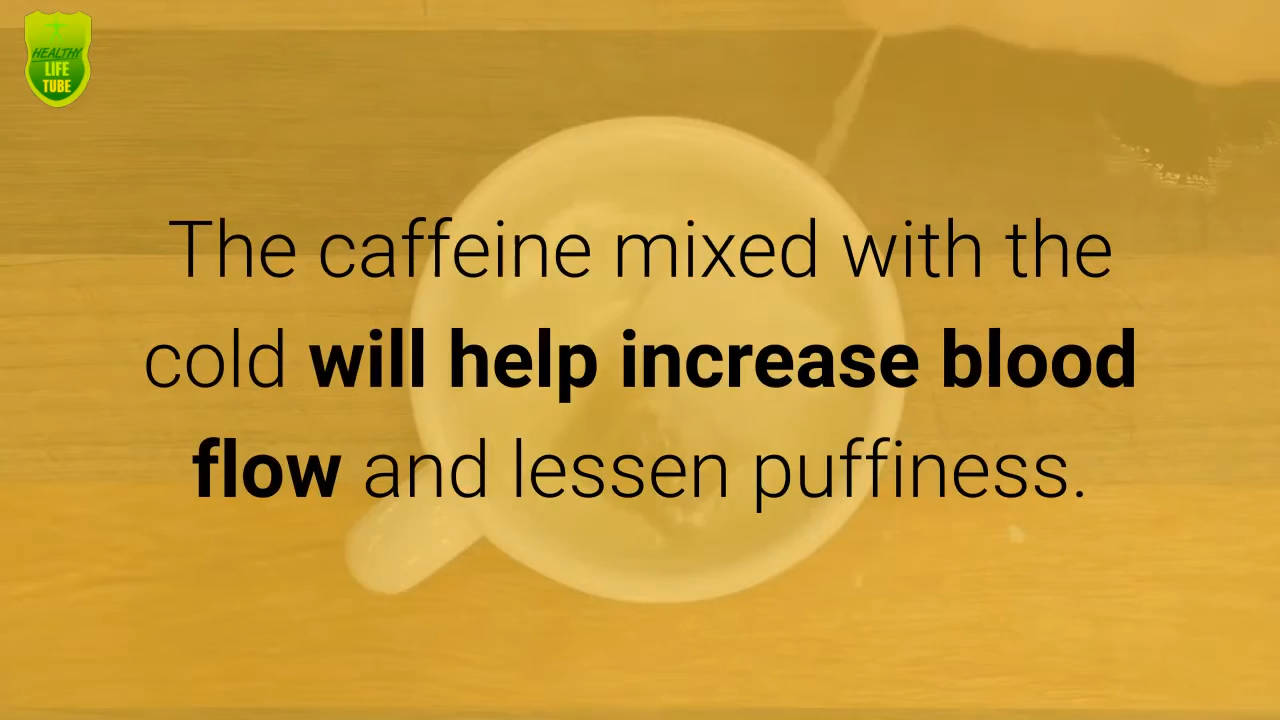 HEALTHY
LIFE
TUBE
The caffeine mixed with the
cold will help increase blood
flow and lessen puffiness.